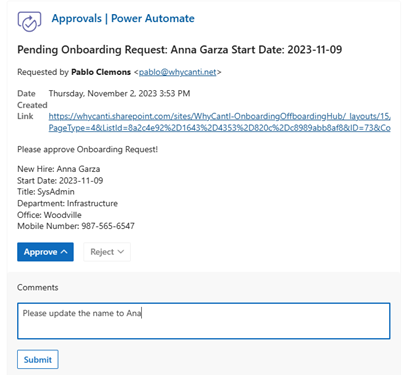 Approvals | Power Automate
Pending Onboarding Request: Anna Garza Start Date: 2023-11-09
Requested by Pablo Clemons <pablo@whycanti.net>
Date Created Thursday, November 2, 2023 3:53 PM
Link https://whycanti.sharepoint.com/sites/WhyCantI-OnboardingOffboardingHub/_layouts/15/
PageType=4&ListId=8a2c4e92%2D1643%2D4353%2D820c%2Dc8989abb8af8&ID=73&Co
Please approve Onboarding Request!
New Hire: Anna Garza
Start Date: 2023-11-09
Title: SysAdmin
Department: Infrastructure
Office: Woodville
Mobile Number: 987-565-6547
Approve Reject
Comments
Please update the name to Ana
Submit